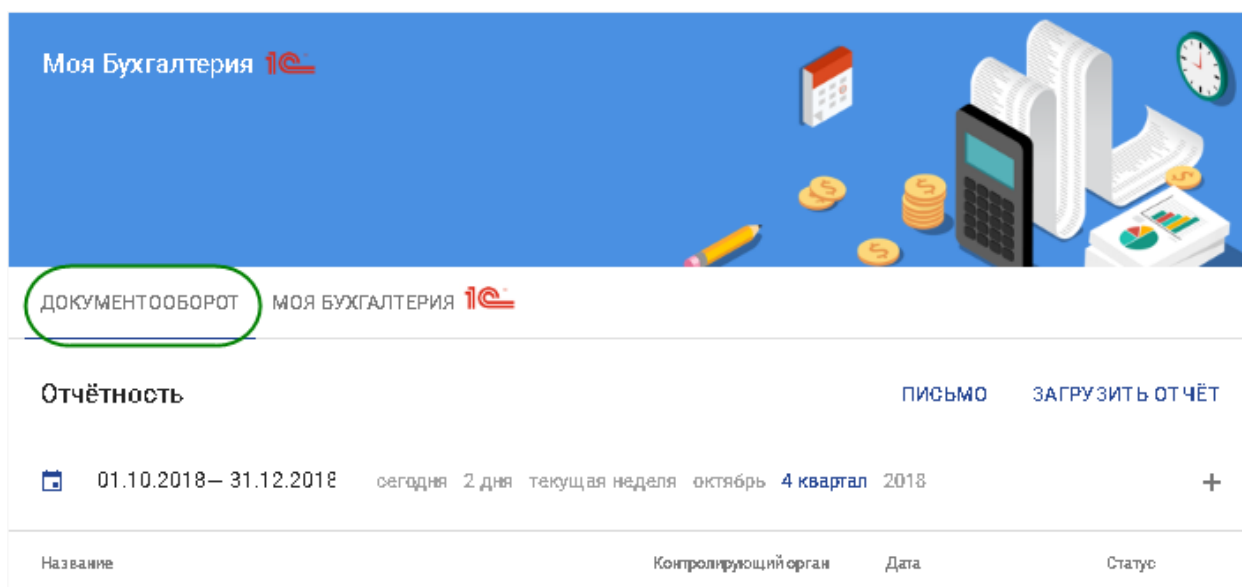 Моя Бухгалтерия 1С
ДОКУМЕНТООБОРОТ МОЯ БУХГАЛТЕРИЯ 1С
Отчётность ПИСЬМО ЗАГРУЗИТЬ ОТЧЁТ
01.10.2018– 31.12.2018 сегодня 2 дня текущая неделя октябрь 4 квартал 2018 +
Название Контролирующий орган Дата Статус